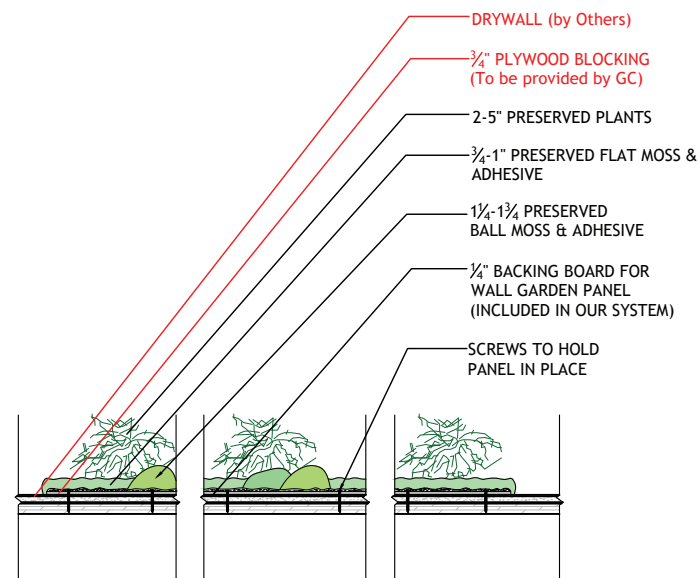 DRYWALL (by Others)
¾" PLYWOOD BLOCKING
(To be provided by GC)
2-5" PRESERVED PLANTS
¾-1" PRESERVED FLAT MOSS &
ADHESIVE
1¼-1¾ PRESERVED
BALL MOSS & ADHESIVE
¼" BACKING BOARD FOR
WALL GARDEN PANEL
(INCLUDED IN OUR SYSTEM)
SCREWS TO HOLD
PANEL IN PLACE